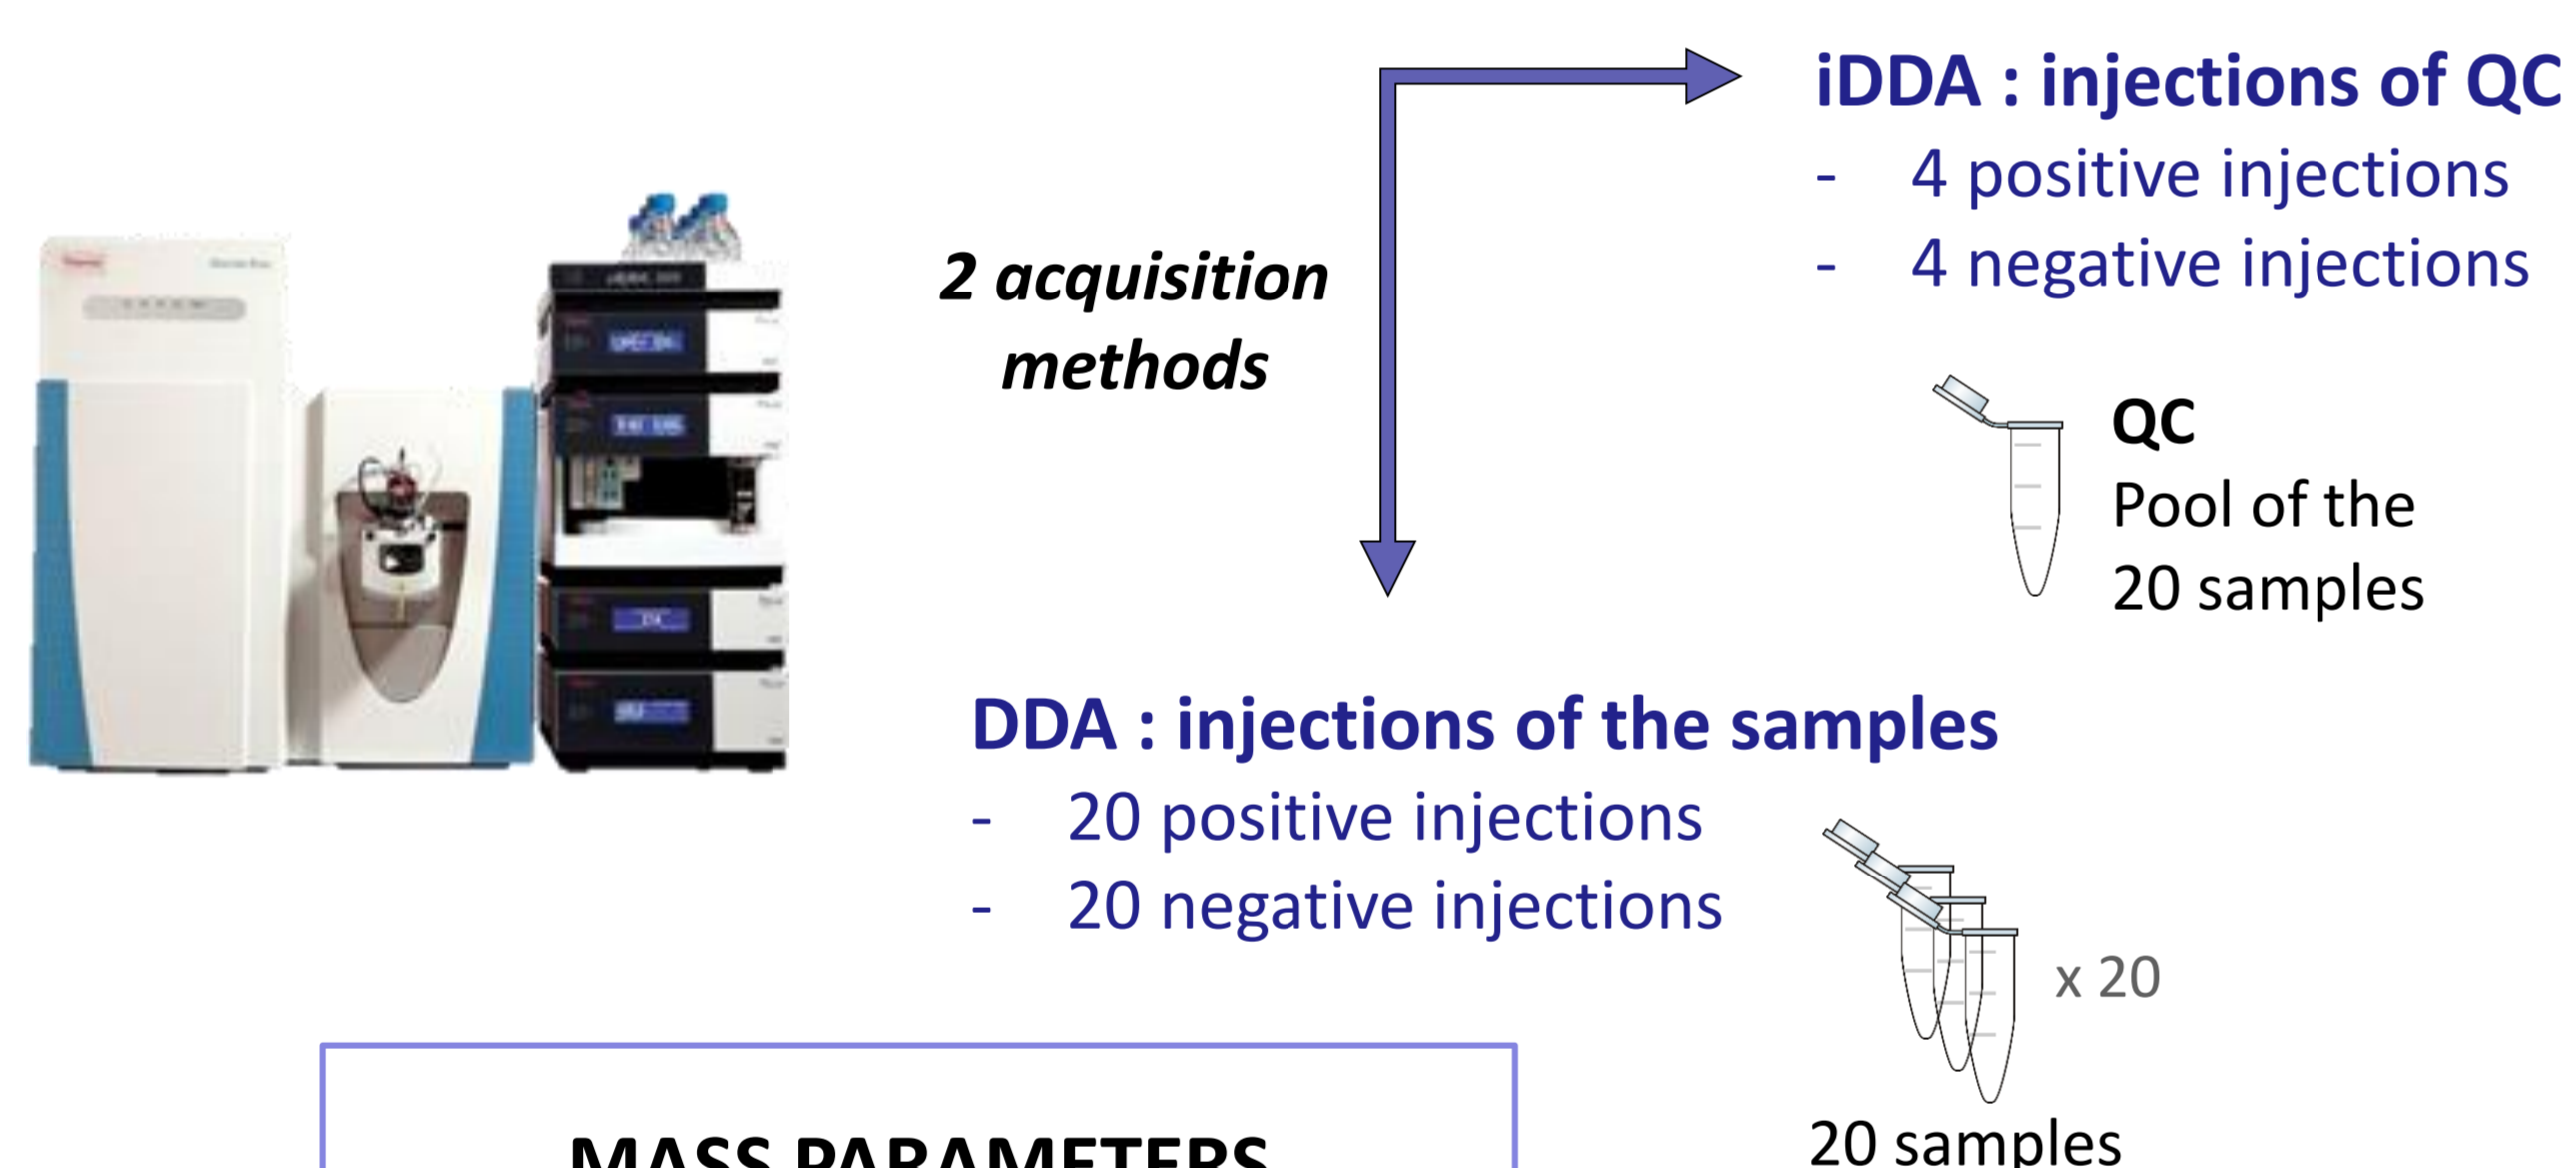 iDDA : injections of QC
- 4 positive injections
- 4 negative injections
2 acquisition
methods
QC
Pool of the
20 samples
DDA : injections of the samples
- 20 positive injections
- 20 negative injections
x 20
20 samples
MASS PARAMETERS